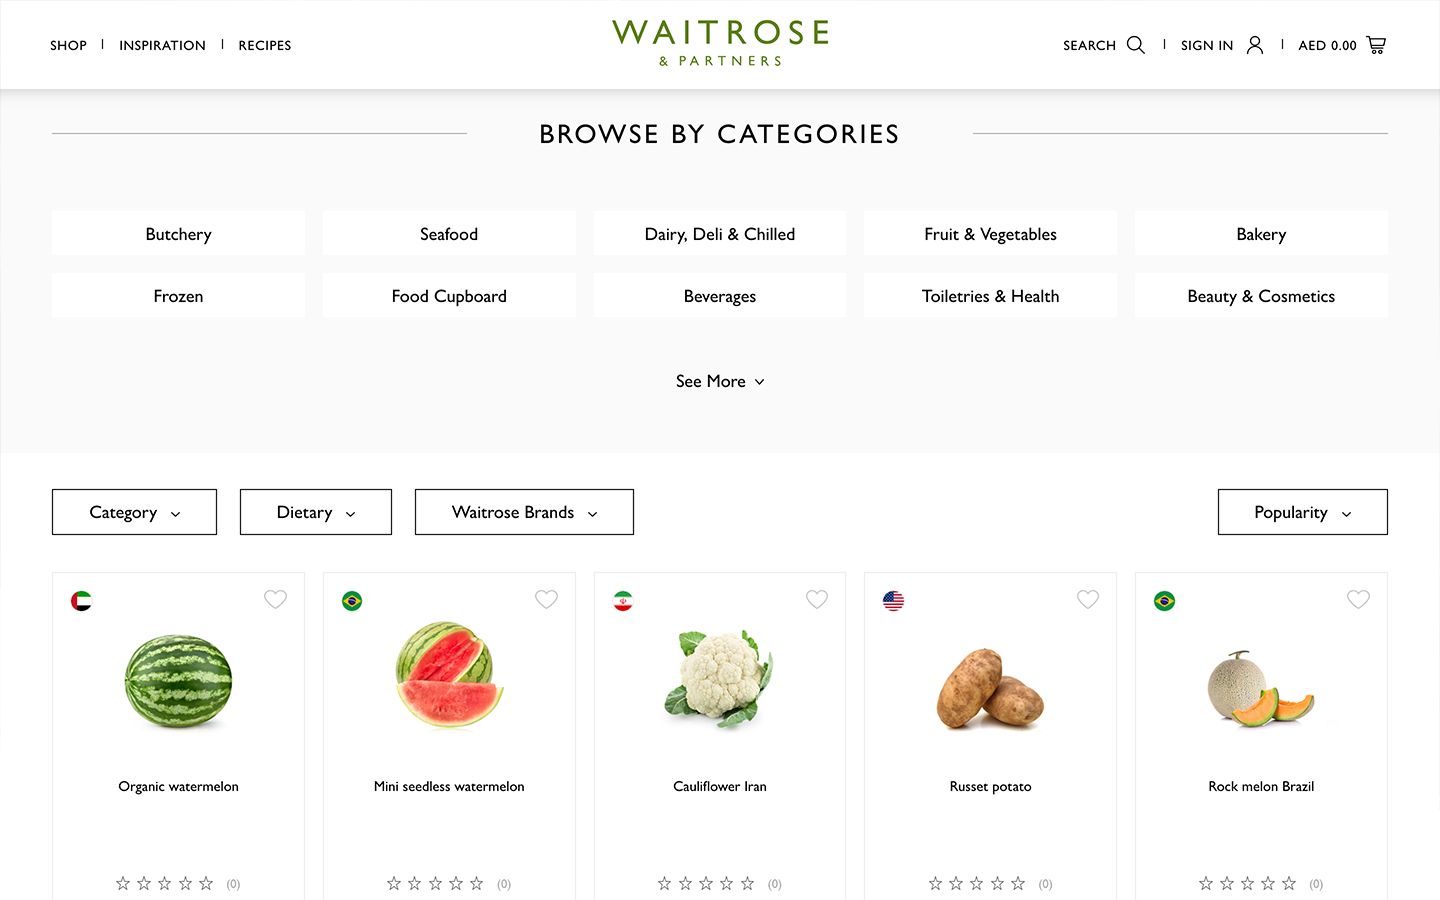 SHOP
INSPIRATION
RECIPES
WAITROSE
& PARTNERS
SEARCH
SIGN IN
AED 0.00
BROWSE BY CATEGORIES
Butchery
Seafood
Dairy, Deli & Chilled
Fruit & Vegetables
Bakery
Frozen
Food Cupboard
Beverages
Toiletries & Health
Beauty & Cosmetics
See More
Category
Dietary
Waitrose Brands
Popularity
Organic watermelon
Mini seedless watermelon
Cauliflower Iran
Russet potato
Rock melon Brazil
(0)
(0)
(0)
(0)
(0)